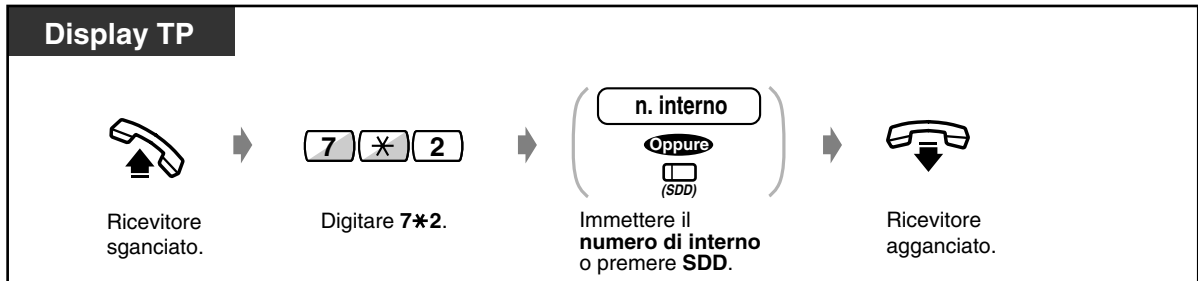 Display TP
n. interno
Oppure
7 * 2
(SDD)
Ricevitore
sganciato.
Digitare 7*2.
Immettere il
numero di interno
o premere SDD.
Ricevitore
agganciato.